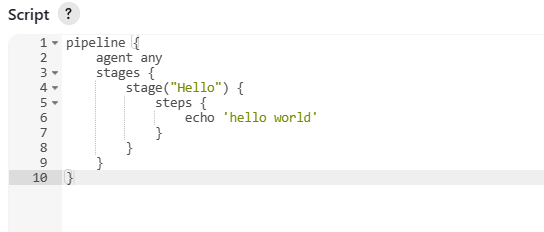 Script ?
1 pipeline {
2     agent any
3     stages {
4         stage("Hello") {
5             steps {
6                 echo 'hello world'
7             }
8         }
9     }
10 }